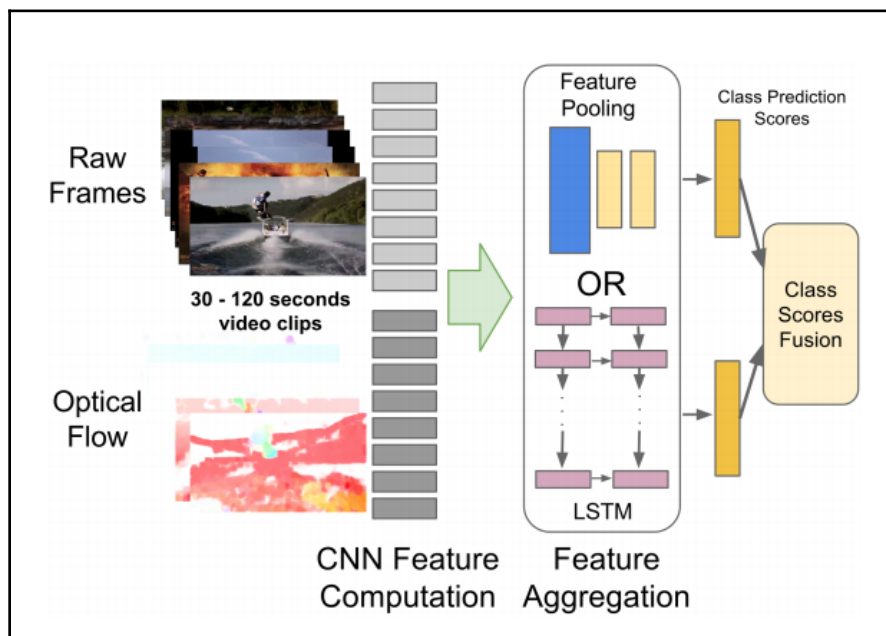 Raw
Frames
30 - 120 seconds
video clips
Optical
Flow
CNN Feature
Computation
Feature
Pooling
OR
LSTM
Feature
Aggregation
Class Prediction
Scores
Class
Scores
Fusion